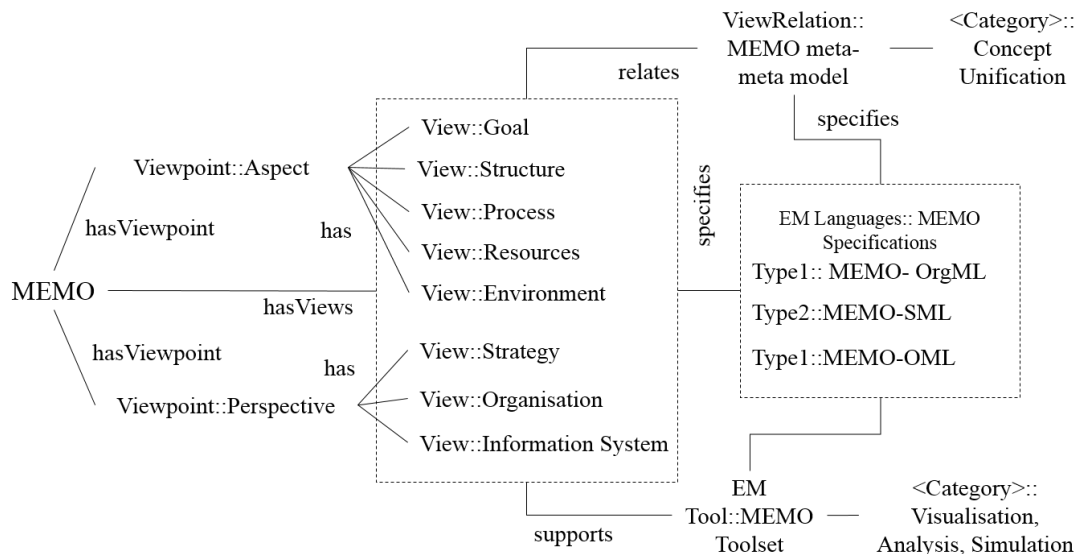 ViewRelation::
MEMO meta-
meta model
<Category>::
Concept
Unification
relates
specifies
View::Goal
View::Structure
View::Process
View::Resources
View::Environment
Viewpoint::Aspect
hasViewpoint
has
MEMO
hasViews
specifies
EM Languages:: MEMO
Specifications
Type1:: MEMO- OrgML
Type2::MEMO-SML
Type1::MEMO-OML
hasViewpoint
has
Viewpoint::Perspective
View::Strategy
View::Organisation
View::Information System
supports
EM
Tool::MEMO
Toolset
<Category>::
Visualisation,
Analysis, Simulation